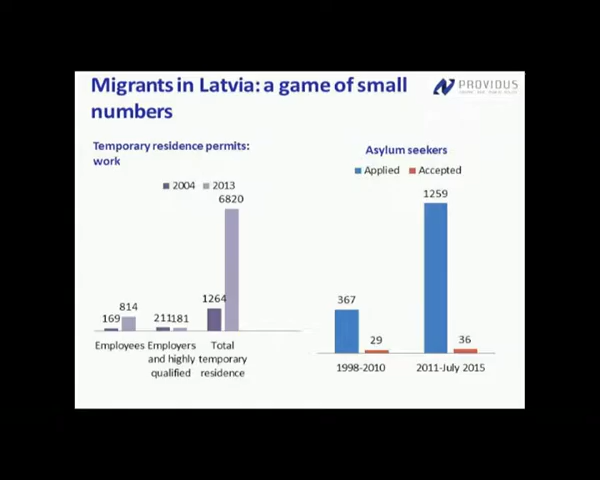 Migrants in Latvia: a game of small
numbers
PROVIDUS
Temporary residence permits:
work
2004 2013
6820
1264
814
169
211
181
Employees
Employers
and highly
qualified
Total
temporary
residence
Asylum seekers
Applied Accepted
1259
367
29
36
1998-2010
2011-July 2015